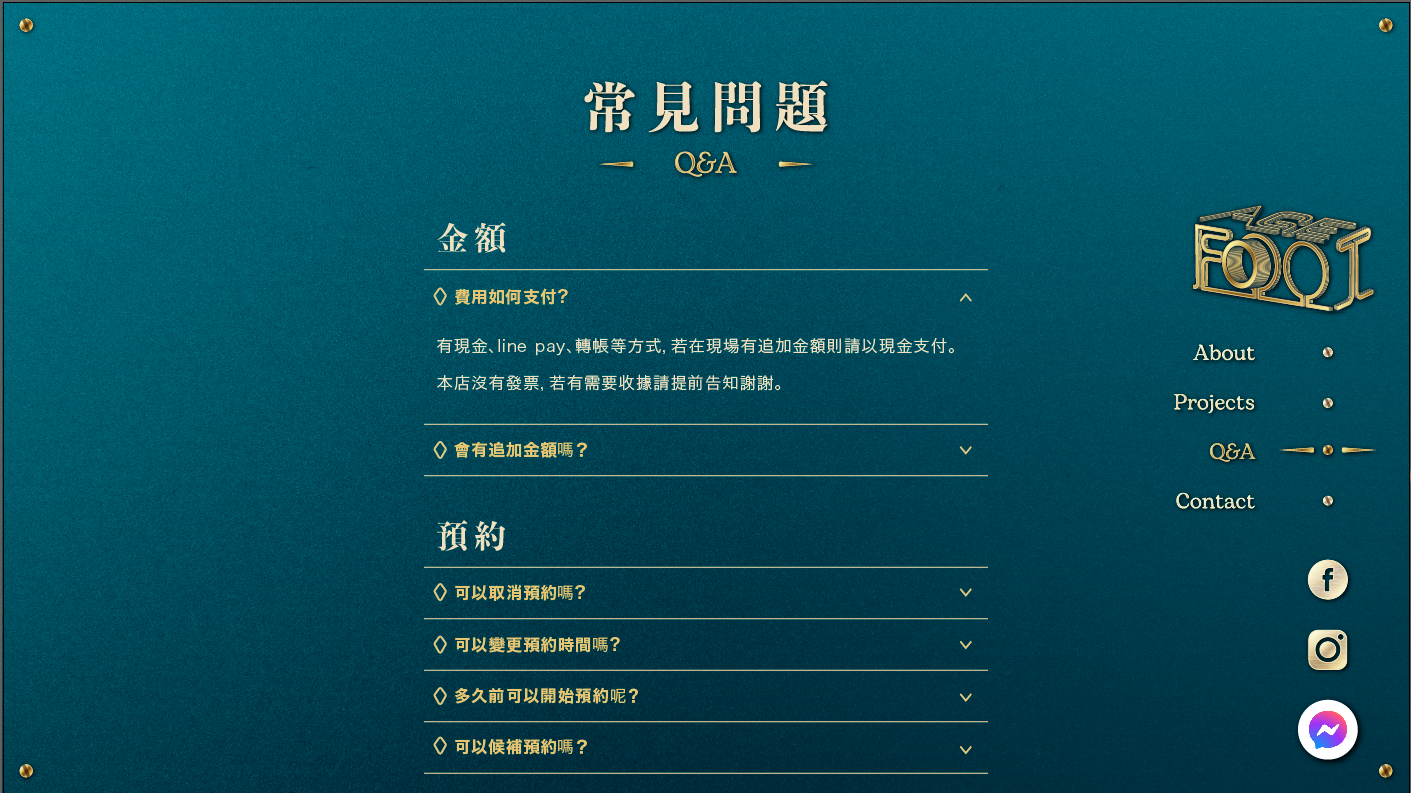 常見問題
Q&A
金額
費用如何支付?
有現金、line pay、轉帳等方式, 若在現場有追加金額則請以現金支付。
本店沒有發票, 若有需要收據請提前告知謝謝。
會有追加金額嗎?
預約
可以取消預約嗎?
可以變更預約時間嗎?
多久前可以開始預約呢?
可以候補預約嗎?
AGE
FOOT
About
Projects
Q&A
Contact